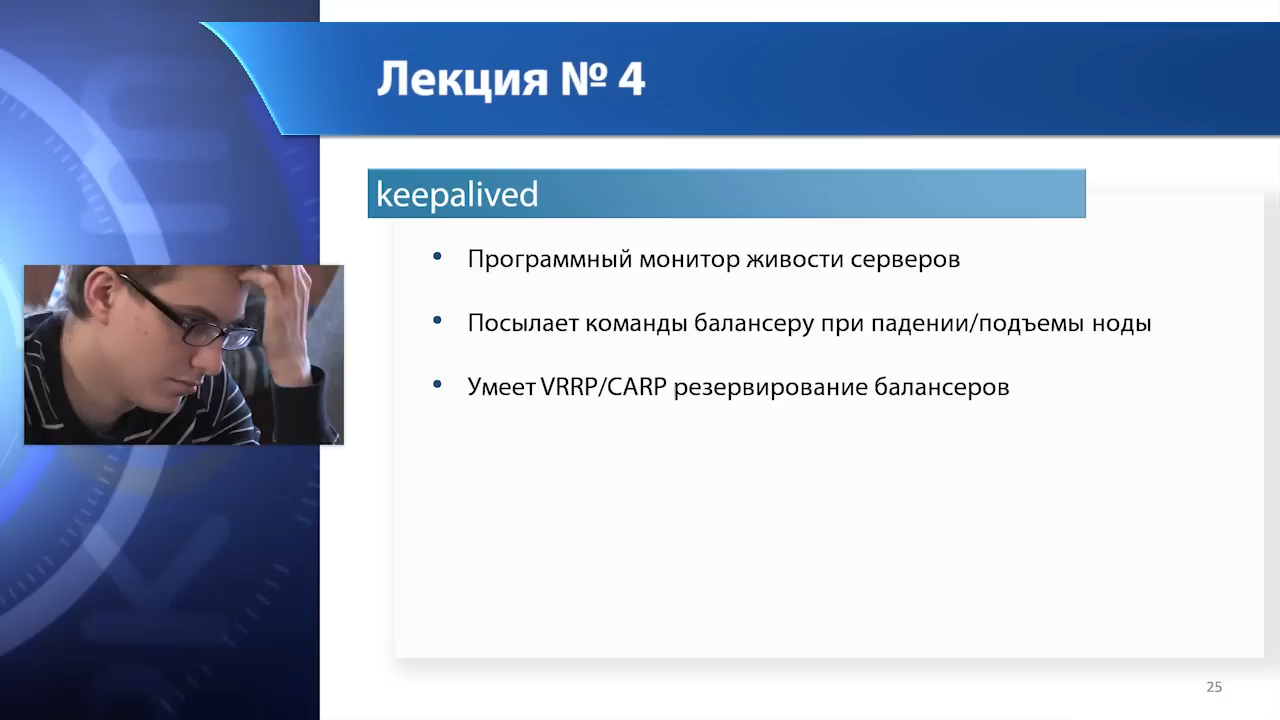 Лекция № 4
keepalived
• Программный монитор живости серверов
• Посылает команды балансеру при падении/подъемы ноды
• Умеет VRRP/CARP резервирование балансеров
25